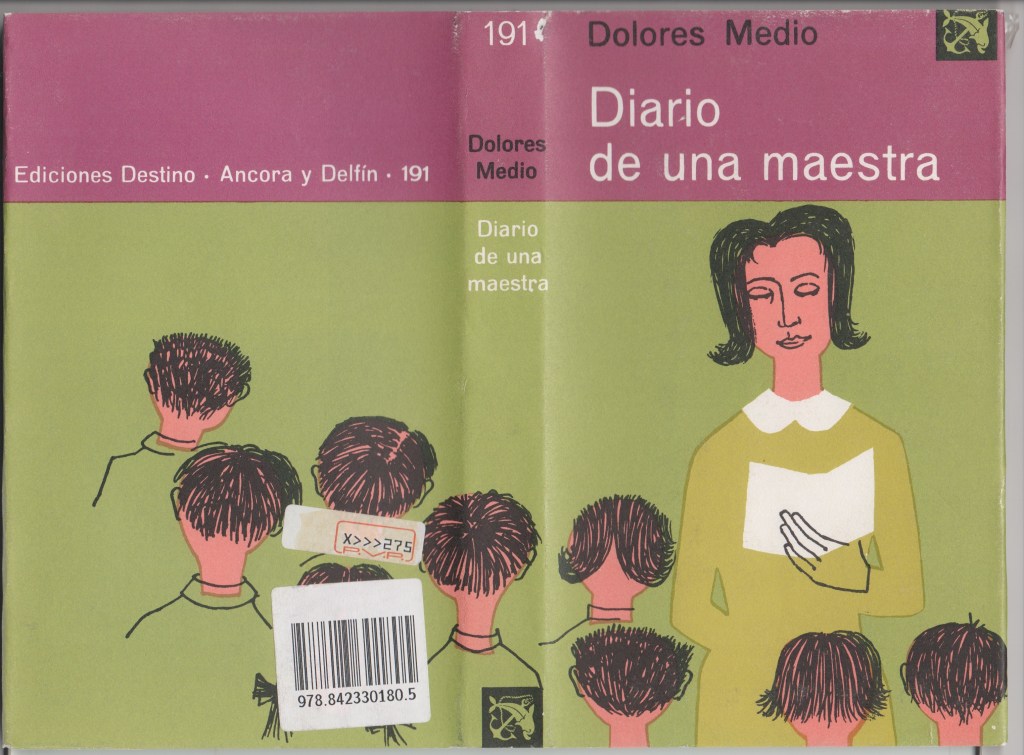 Ediciones Destino · Ancora y Delfín · 191
X>>>275
P.V.P.
978.842330180.5
191
Dolores
Medio
Diario
de una
maestra
Dolores Medio
Diario
de una maestra